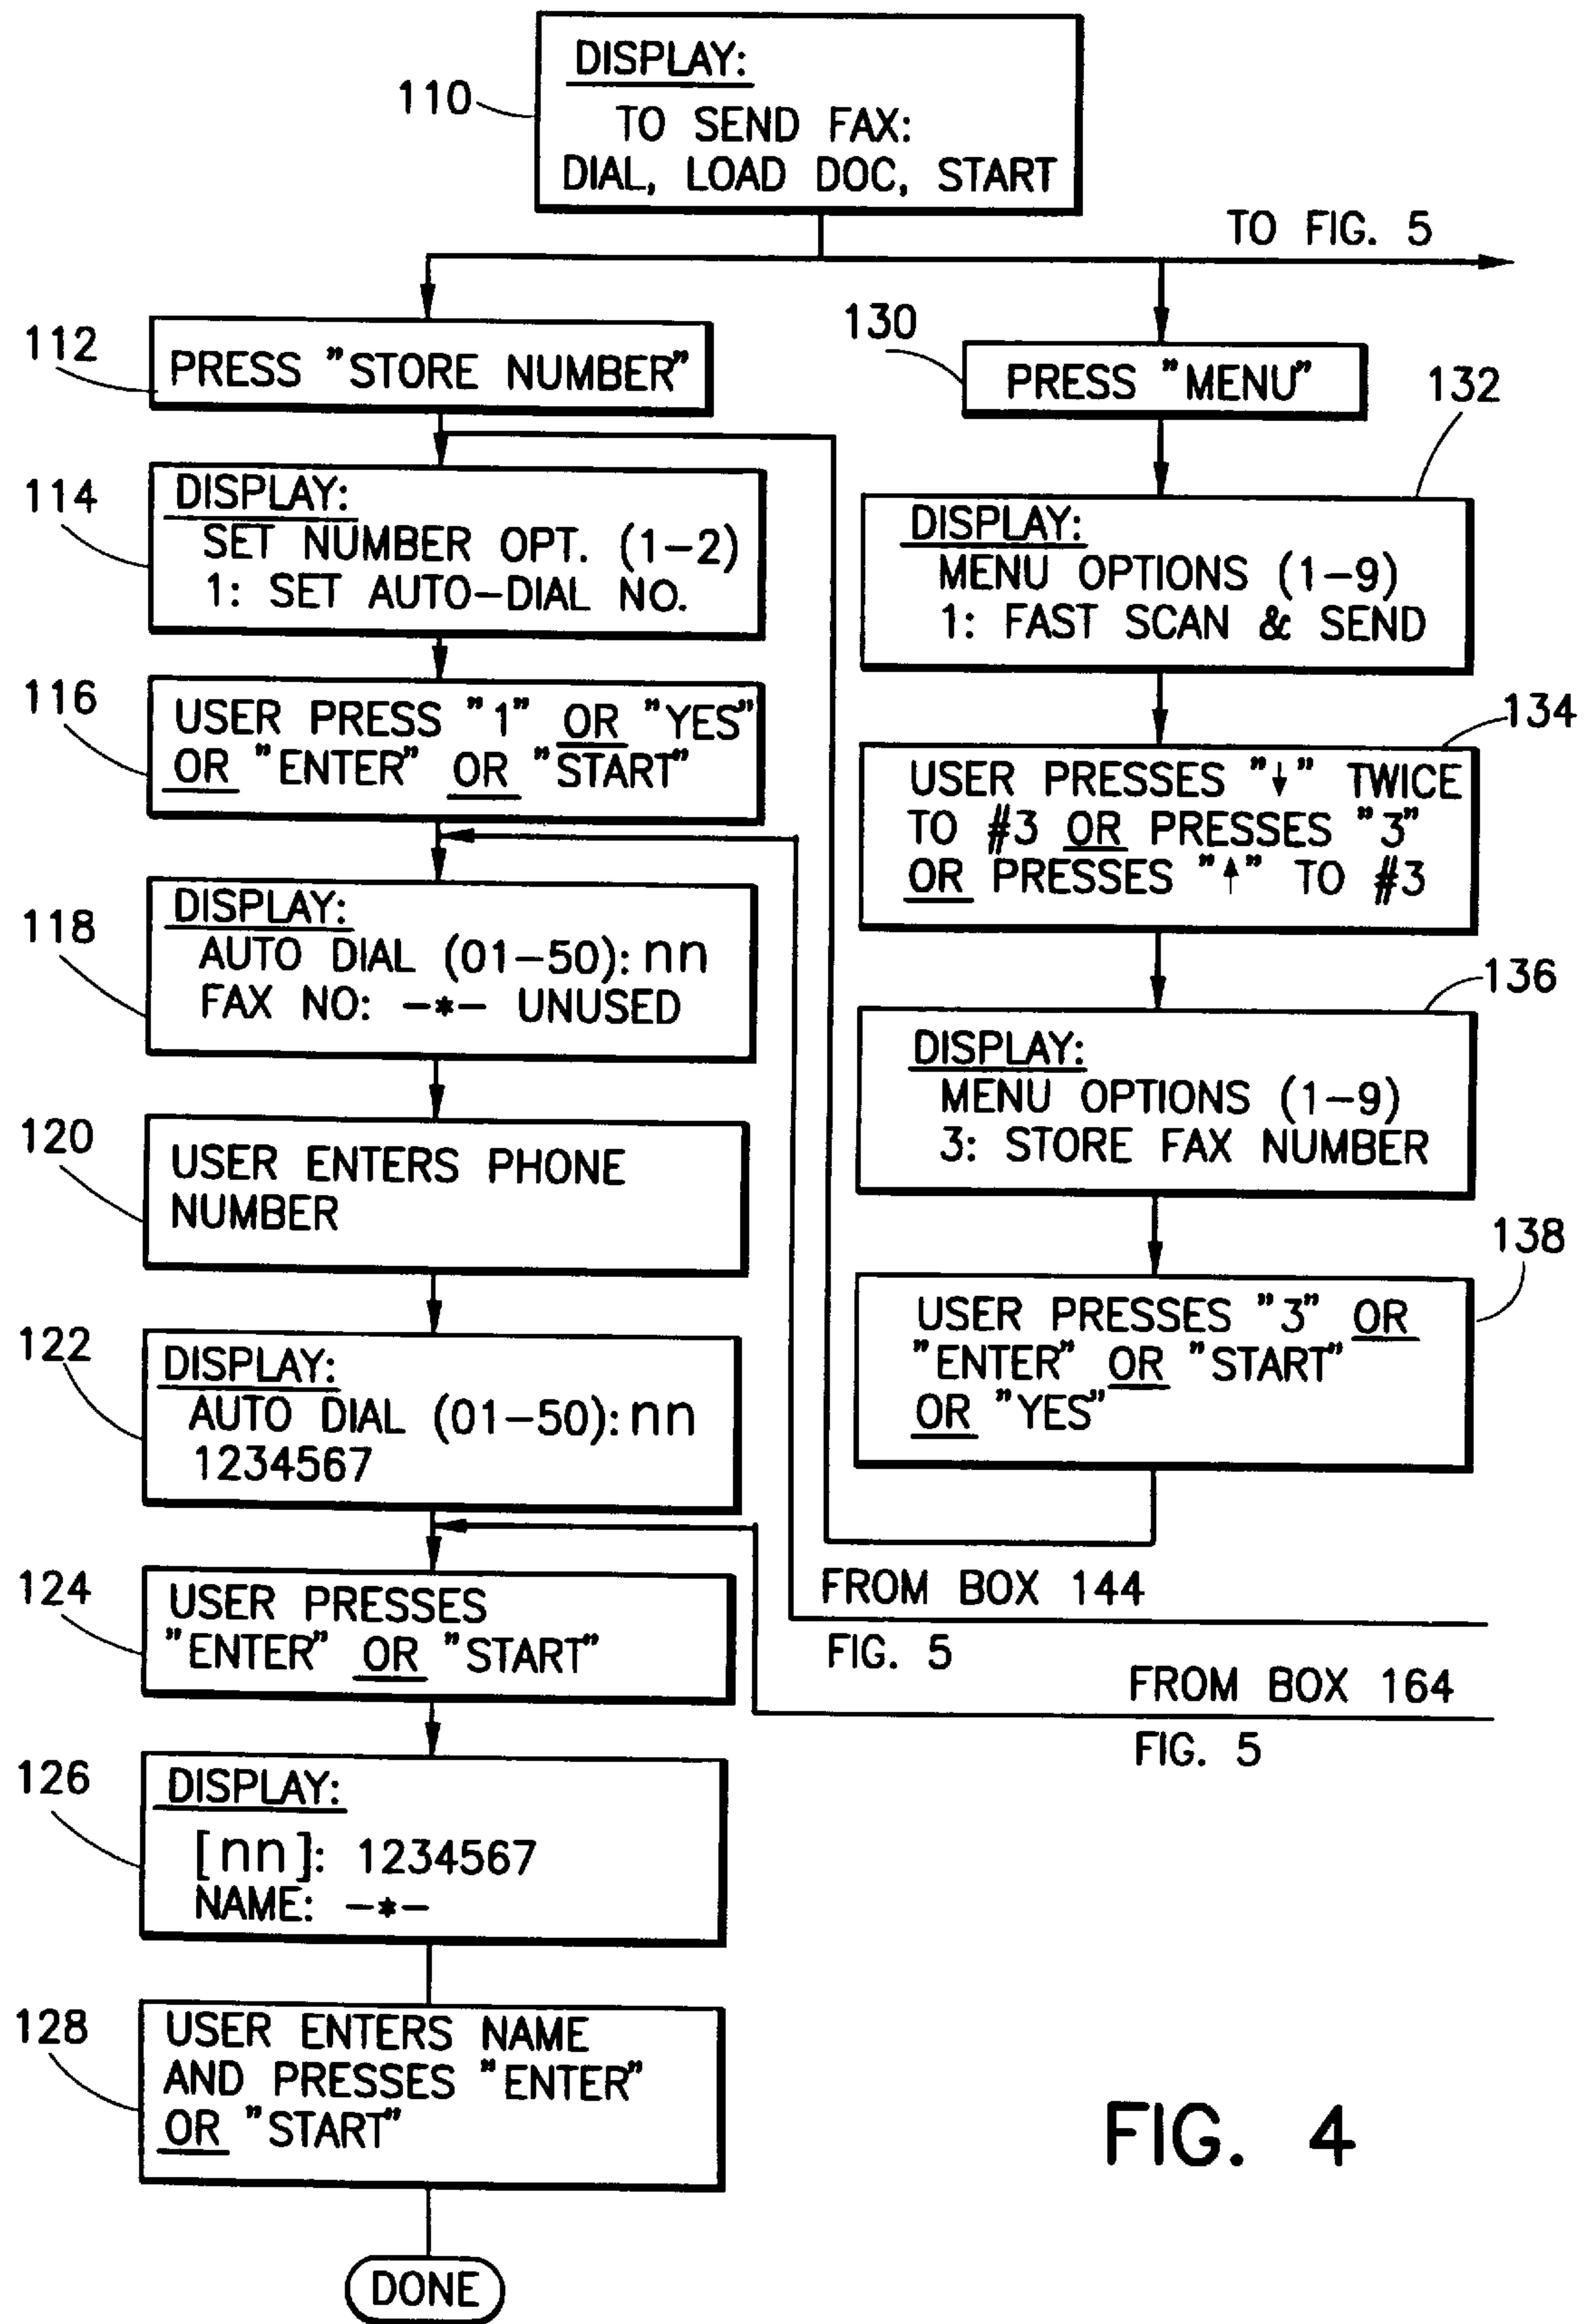 110
DISPLAY:
TO SEND FAX:
DIAL, LOAD DOC, START
TO FIG. 5
112
PRESS "STORE NUMBER"
114
DISPLAY:
SET NUMBER OPT. (1-2)
1: SET AUTO-DIAL NO.
116
USER PRESS "1" OR "YES"
OR "ENTER" OR "START"
118
DISPLAY:
AUTO DIAL (01-50): nn
FAX NO: -*- UNUSED
120
USER ENTERS PHONE
NUMBER
122
DISPLAY:
AUTO DIAL (01-50): nn
1234567
124
USER PRESSES
"ENTER" OR "START"
126
DISPLAY:
[nn]: 1234567
NAME: -*-
128
USER ENTERS NAME
AND PRESSES "ENTER"
OR "START"
DONE
130
PRESS "MENU"
132
DISPLAY:
MENU OPTIONS (1-9)
1: FAST SCAN & SEND
134
USER PRESSES "↓" TWICE
TO #3 OR PRESSES "3"
OR PRESSES "↑" TO #3
136
DISPLAY:
MENU OPTIONS (1-9)
3: STORE FAX NUMBER
138
USER PRESSES "3" OR
"ENTER" OR "START"
OR "YES"
FROM BOX 144
FIG. 5
FROM BOX 164
FIG. 5
FIG. 4